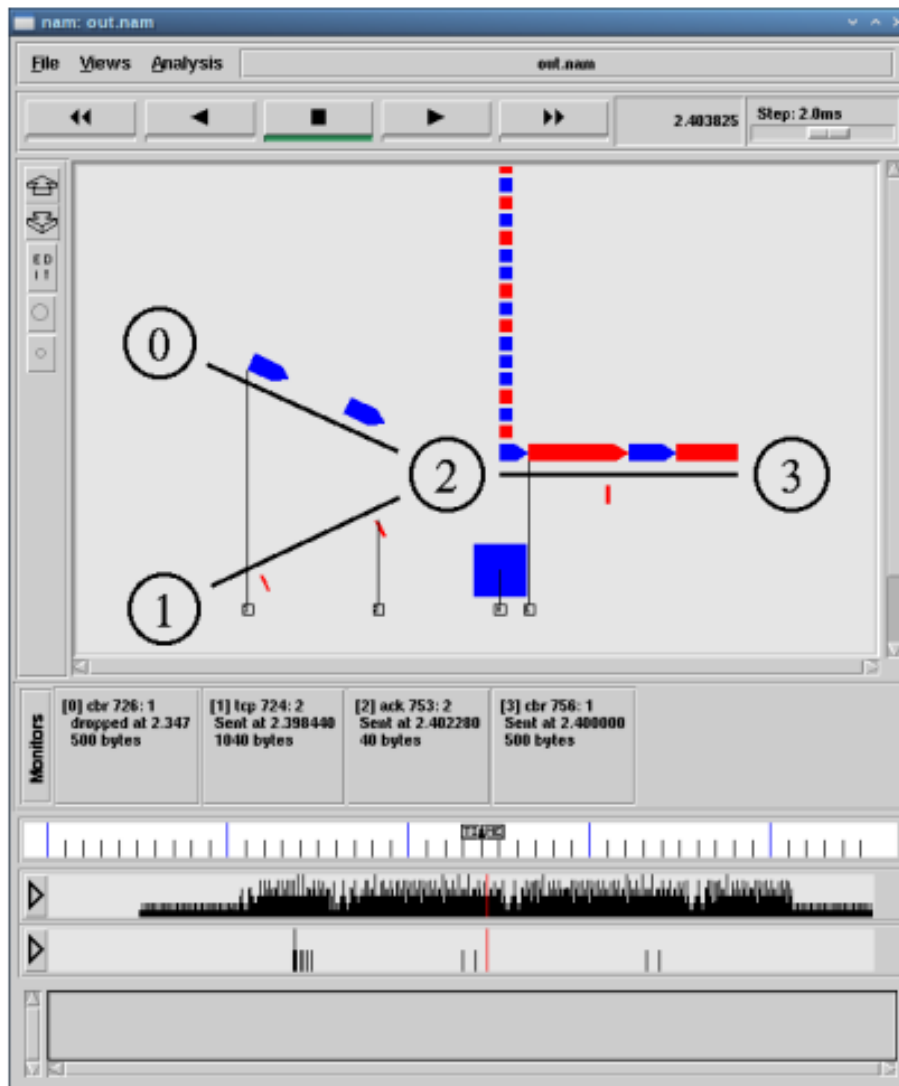 nam: out.nam
File Views Analysis out.nam
2.403825 Step: 2.0ms
ED
IT
0
2
3
1
Monitors
[0] cbr 726: 1
dropped at 2.347
500 bytes
[1] tcp 724: 2
Sent at 2.398440
1040 bytes
[2] ack 753: 2
Sent at 2.402280
40 bytes
[3] cbr 756: 1
Sent at 2.400000
500 bytes